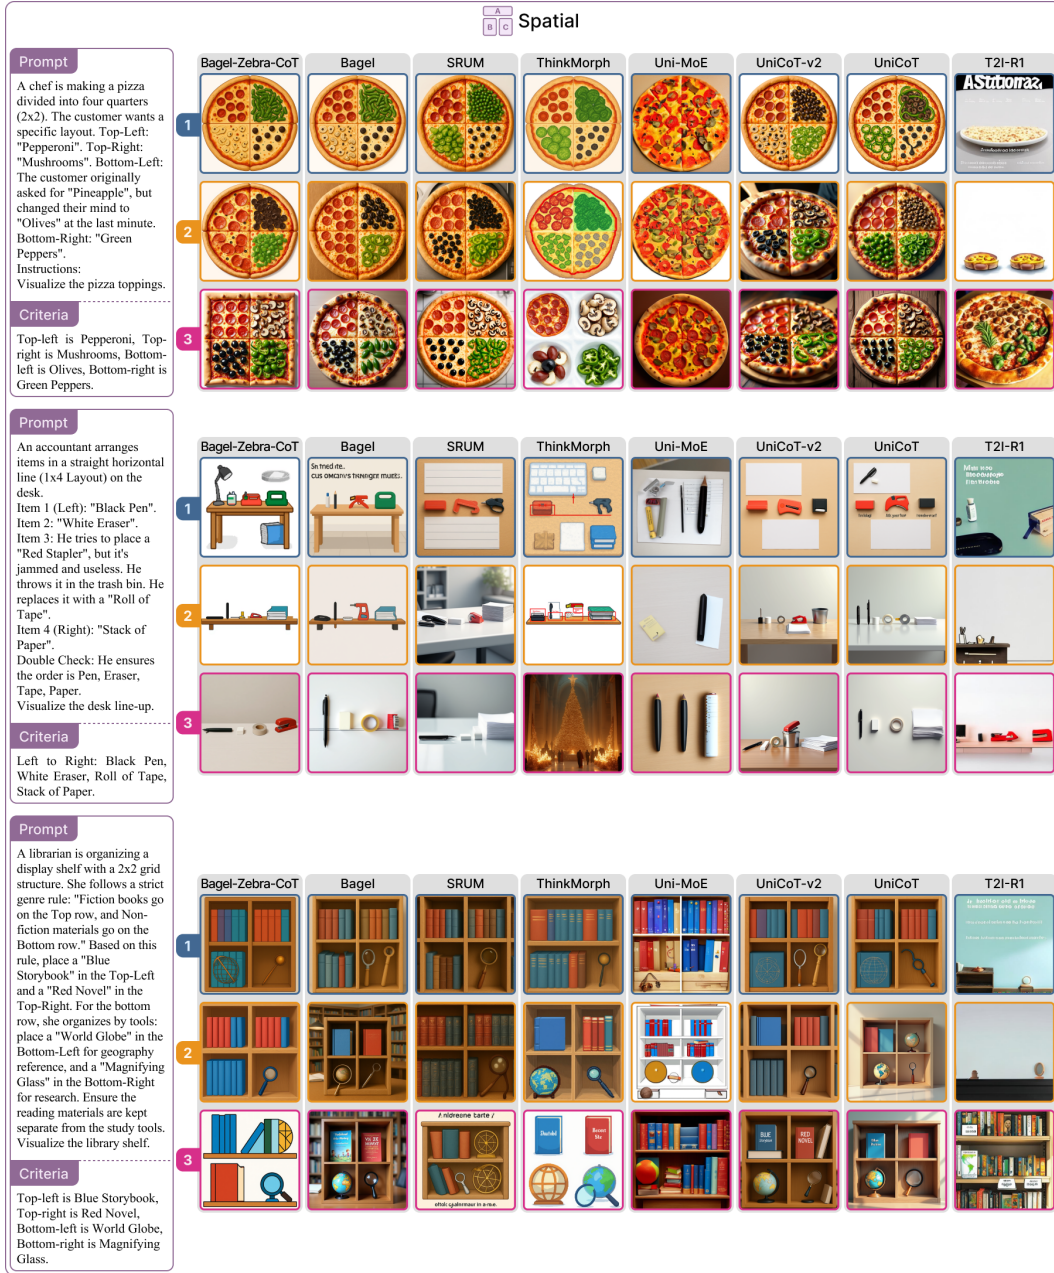 A
B C
Spatial
Prompt
A chef is making a pizza
divided into four quarters
(2x2). The customer wants a
specific layout. Top-Left:
"Pepperoni". Top-Right:
"Mushrooms". Bottom-Left:
The customer originally
asked for "Pineapple", but
changed their mind to
"Olives" at the last minute.
Bottom-Right: "Green
Peppers".
Instructions:
Visualize the pizza toppings.
Criteria
Top-left is Pepperoni, Top-
right is Mushrooms, Bottom-
left is Olives, Bottom-right is
Green Peppers.
Bagel-Zebra-CoT Bagel SRUM ThinkMorph Uni-MoE UniCoT-v2 UniCoT T2I-R1
1
2
3
Prompt
An accountant arranges
items in a straight horizontal
line (1x4 Layout) on the
desk.
Item 1 (Left): "Black Pen".
Item 2: "White Eraser".
Item 3: He tries to place a
"Red Stapler", but it's
jammed and useless. He
throws it in the trash bin. He
replaces it with a "Roll of
Tape".
Item 4 (Right): "Stack of
Paper".
Double Check: He ensures
the order is Pen, Eraser,
Tape, Paper.
Visualize the desk line-up.
Criteria
Left to Right: Black Pen,
White Eraser, Roll of Tape,
Stack of Paper.
Bagel-Zebra-CoT Bagel SRUM ThinkMorph Uni-MoE UniCoT-v2 UniCoT T2I-R1
1
2
3
Prompt
A librarian is organizing a
display shelf with a 2x2 grid
structure. She follows a strict
genre rule: "Fiction books go
on the Top row, and Non-
fiction materials go on the
Bottom row." Based on this
rule, place a "Blue
Storybook" in the Top-Left
and a "Red Novel" in the
Top-Right. For the bottom
row, she organizes by tools:
place a "World Globe" in the
Bottom-Left for geography
reference, and a "Magnifying
Glass" in the Bottom-Right
for research. Ensure the
reading materials are kept
separate from the study tools.
Visualize the library shelf.
Criteria
Top-left is Blue Storybook,
Top-right is Red Novel,
Bottom-left is World Globe,
Bottom-right is Magnifying
Glass.
Bagel-Zebra-CoT Bagel SRUM ThinkMorph Uni-MoE UniCoT-v2 UniCoT T2I-R1
1
2
3
BLUE
RED
NOVEL